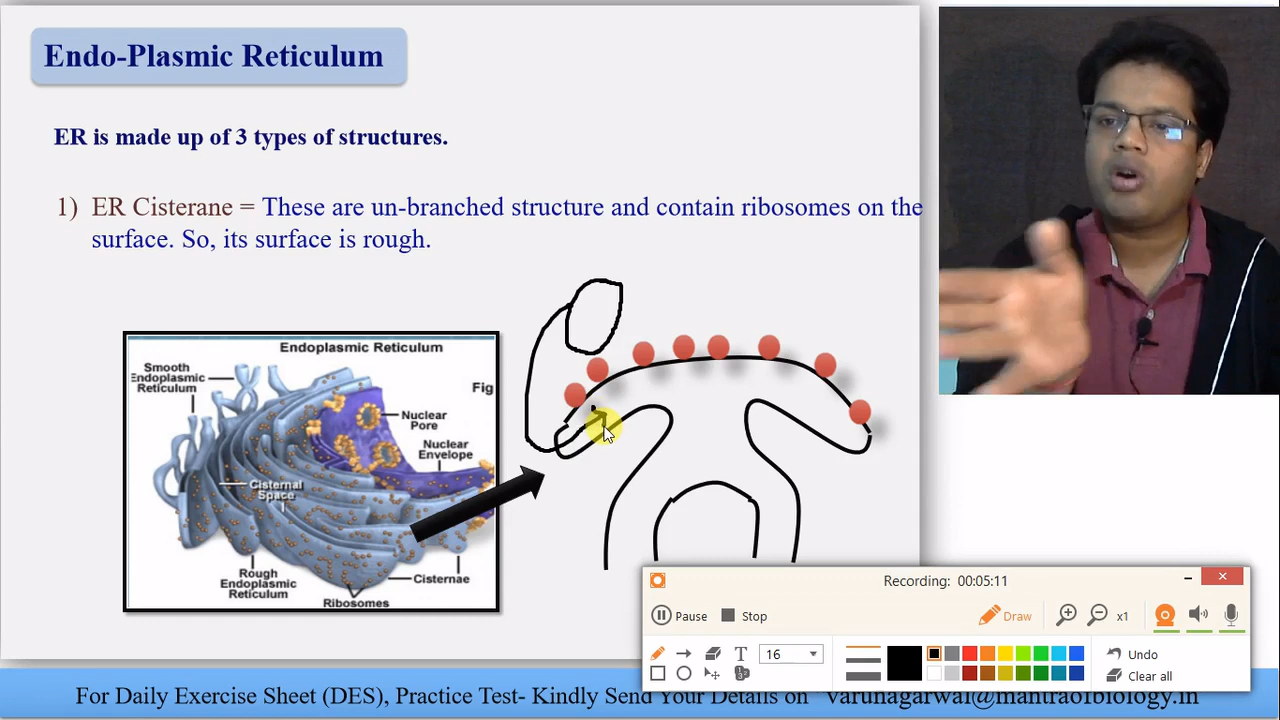 Endo-Plasmic Reticulum
ER is made up of 3 types of structures.
1) ER Cisterane = These are un-branched structure and contain ribosomes on the
surface. So, its surface is rough.
Endoplasmic Reticulum
Smooth
Endoplasmic
Reticulum
Fig
Nuclear
Pore
Nuclear
Envelope
Cisternal
Space
Rough
Endoplasmic
Reticulum
Cisternae
Ribosomes
Recording: 00:05:11
Pause
Stop
Draw
x1
T
16
Undo
Clear all
For Daily Exercise Sheet (DES), Practice Test- Kindly Send Your Details on "varunagarwal@mantraofbiology.in